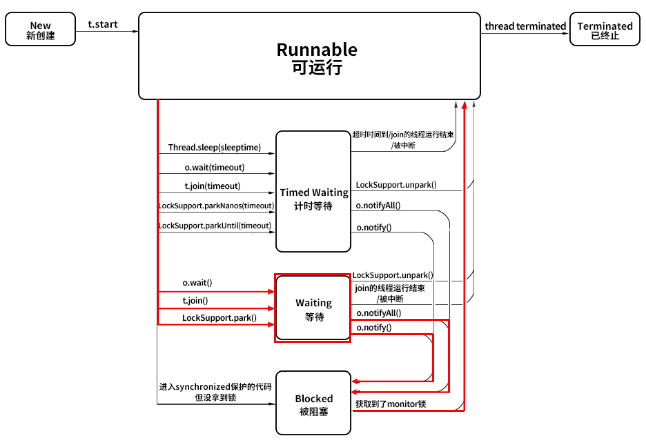 New
新创建
t.start
Runnable
可运行
thread terminated
Terminated
已终止
Thread.sleep(sleeptime)
o.wait(timeout)
t.join(timeout)
LockSupport.parkNanos(timeout)
LockSupport.parkUntil(timeout)
Timed Waiting
计时等待
超时时间到/join的线程运行结束
/被中断
LockSupport.unpark()
o.notifyAll()
o.notify()
o.wait()
t.join()
LockSupport.park()
Waiting
等待
LockSupport.unpark()
join的线程运行结束
/被中断
o.notifyAll()
o.notify()
进入synchronized保护的代码
但没拿到锁
Blocked
被阻塞
获取到了monitor锁